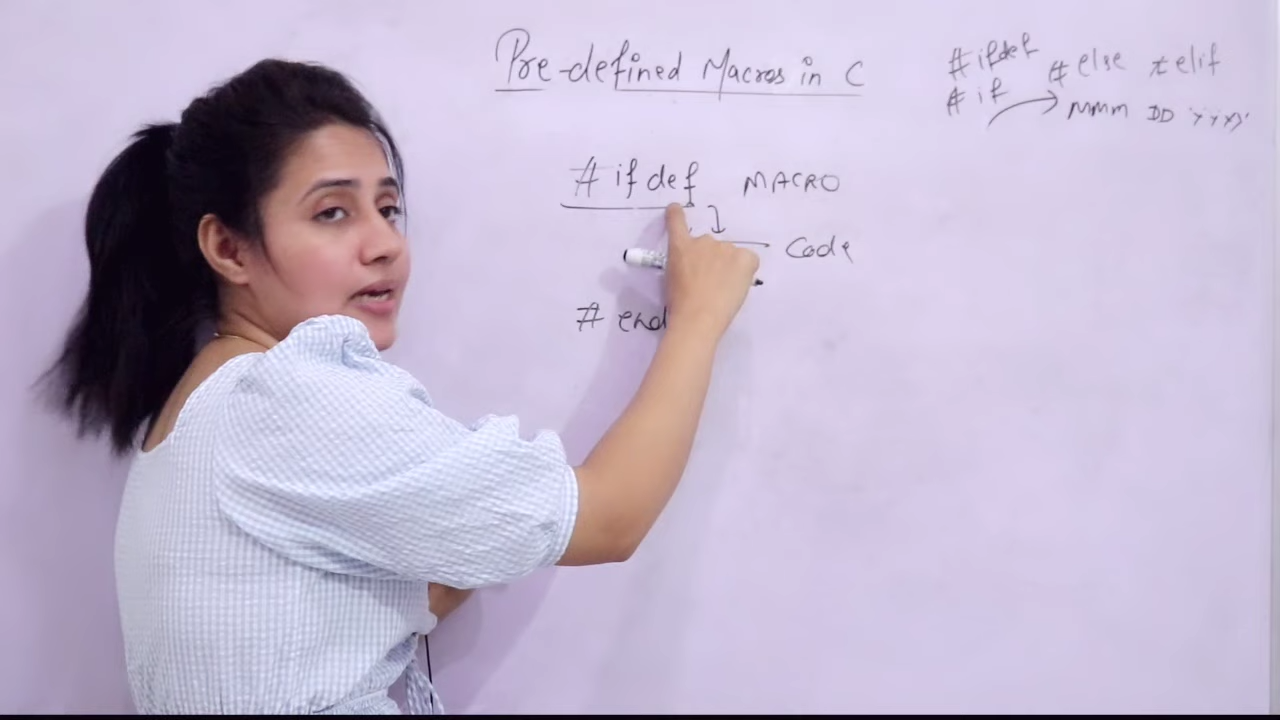 Pre-defined Macros in C
# ifdef # else # elif
# if → MMM DD YYYY
# ifdef MACRO
Code
# end